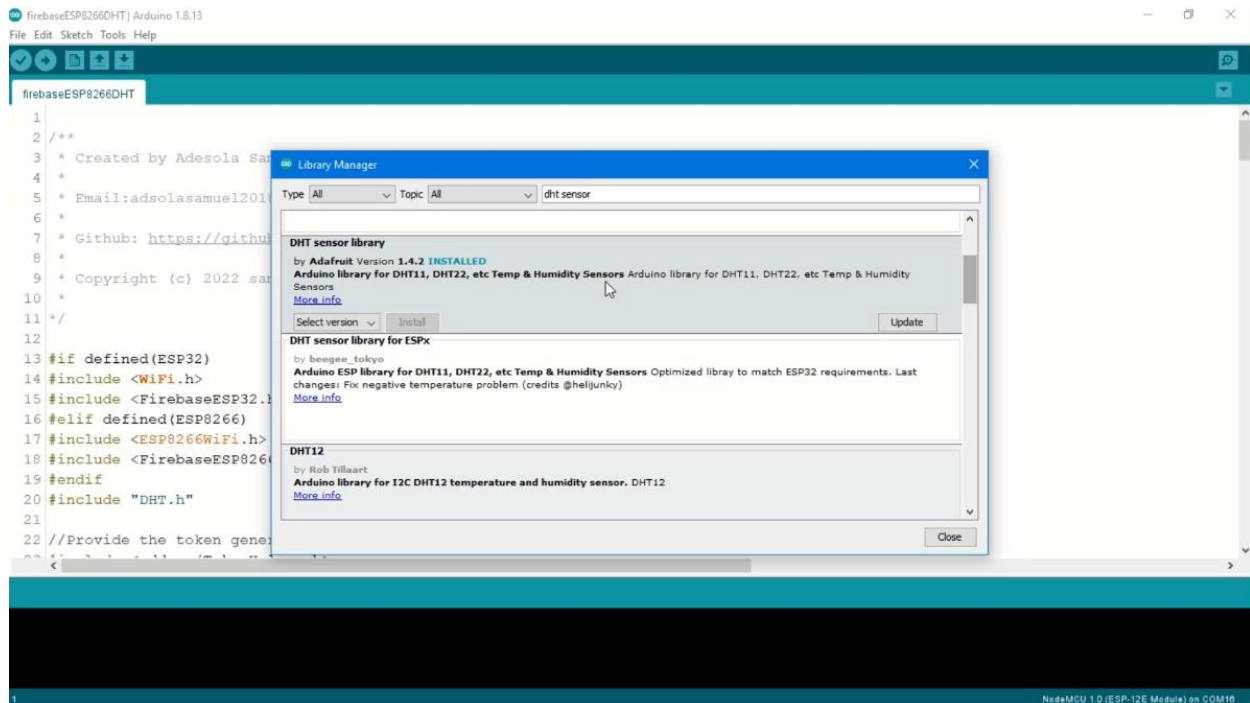 firebaseESP8266DHT | Arduino 1.8.13
File Edit Sketch Tools Help
firebaseESP8266DHT
1
2 /**
3 * Created by Adesola
4 *
5 * Email:adsolasamuel201
6 *
7 * Github: https://githu
8 *
9 * Copyright (c) 2022
10 *
11 */
12
13 #if defined(ESP32)
14 #include <WiFi.h>
15 #include <FirebaseESP32.
16 #elif defined(ESP8266)
17 #include <ESP8266WiFi.h>
18 #include <FirebaseESP826
19 #endif
20 #include "DHT.h"
21
22 //Provide the token gene
Library Manager
Type All Topic All dht sensor
DHT sensor library
by Adafruit Version 1.4.2 INSTALLED
Arduino library for DHT11, DHT22, etc Temp & Humidity Sensors Arduino library for DHT11, DHT22, etc Temp & Humidity
Sensors
More info
Select version Install Update
DHT sensor library for ESPx
by beegee_tokyo
Arduino ESP library for DHT11, DHT22, etc Temp & Humidity Sensors Optimized libray to match ESP32 requirements. Last
changes: Fix negative temperature problem (credits @helijunky)
More info
DHT12
by Rob Tillaart
Arduino library for I2C DHT12 temperature and humidity sensor. DHT12
More info
Close
1 NodeMCU 1.0 (ESP-12E Module) on COM16